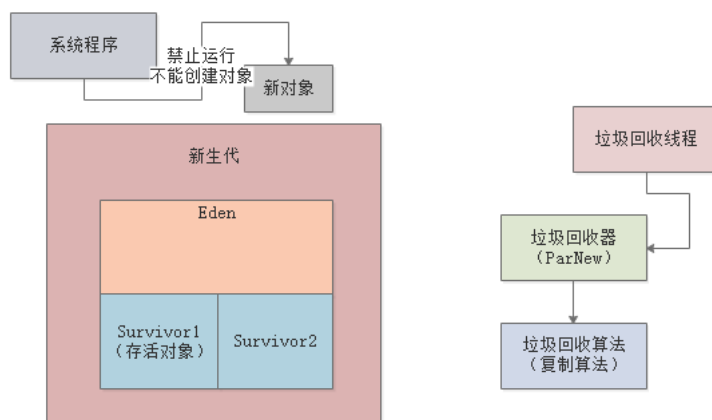 系统程序
禁止运行
不能创建对象
新对象
新生代
Eden
Survivor1
（存活对象）
Survivor2
垃圾回收线程
垃圾回收器
（ParNew）
垃圾回收算法
（复制算法）